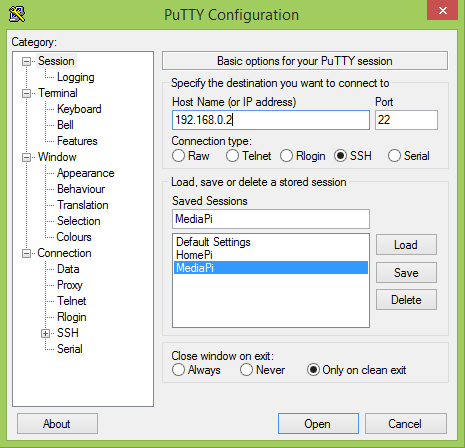 PuTTY Configuration
Category:
Session
Logging
Terminal
Keyboard
Bell
Features
Window
Appearance
Behaviour
Translation
Selection
Colours
Connection
Data
Proxy
Telnet
Rlogin
SSH
Serial
Basic options for your PuTTY session
Specify the destination you want to connect to
Host Name (or IP address) Port
192.168.0.2 22
Connection type:
Raw Telnet Rlogin SSH Serial
Load, save or delete a stored session
Saved Sessions
MediaPi
Default Settings
HomePi
MediaPi
Load
Save
Delete
Close window on exit:
Always Never Only on clean exit
About Open Cancel